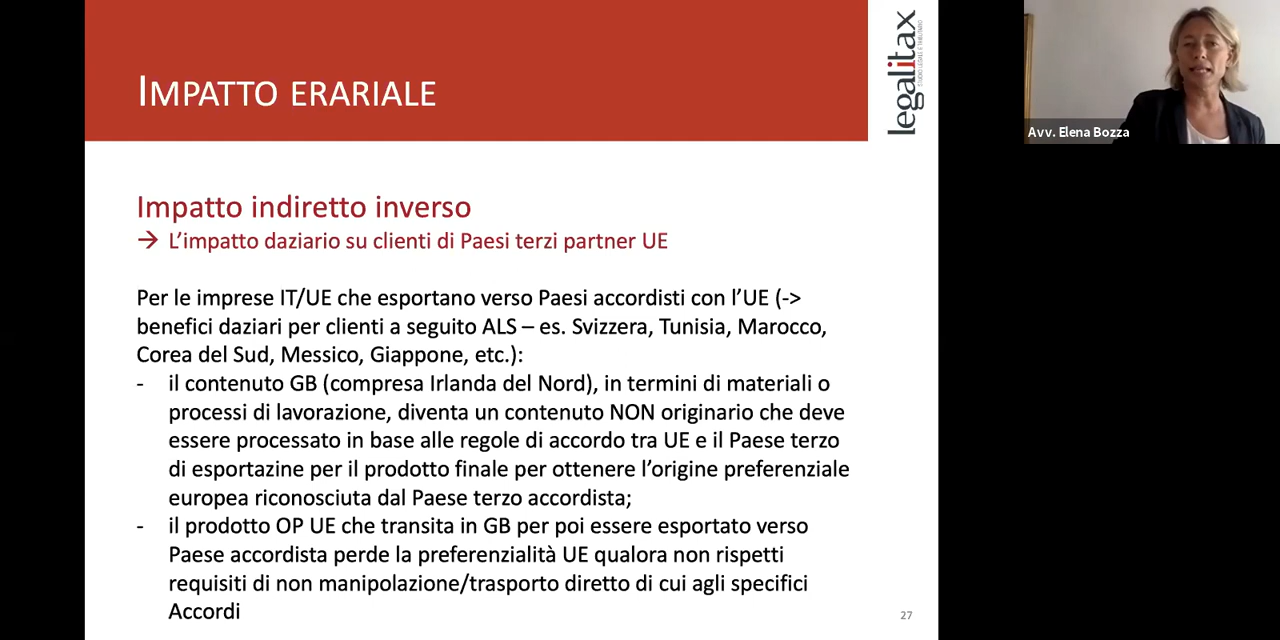 IMPATTO ERARIALE
legalitax
STUDIO LEGALE E TRIBUTARIO
Avv. Elena Bozza
Impatto indiretto inverso
→ L'impatto daziario su clienti di Paesi terzi partner UE
Per le imprese IT/UE che esportano verso Paesi accordisti con l'UE (->
benefici daziari per clienti a seguito ALS – es. Svizzera, Tunisia, Marocco,
Corea del Sud, Messico, Giappone, etc.):
- il contenuto GB (compresa Irlanda del Nord), in termini di materiali o
processi di lavorazione, diventa un contenuto NON originario che deve
essere processato in base alle regole di accordo tra UE e il Paese terzo
di esportazine per il prodotto finale per ottenere l'origine preferenziale
europea riconosciuta dal Paese terzo accordista;
- il prodotto OP UE che transita in GB per poi essere esportato verso
Paese accordista perde la preferenzialità UE qualora non rispetti
requisiti di non manipolazione/trasporto diretto di cui agli specifici
Accordi
27